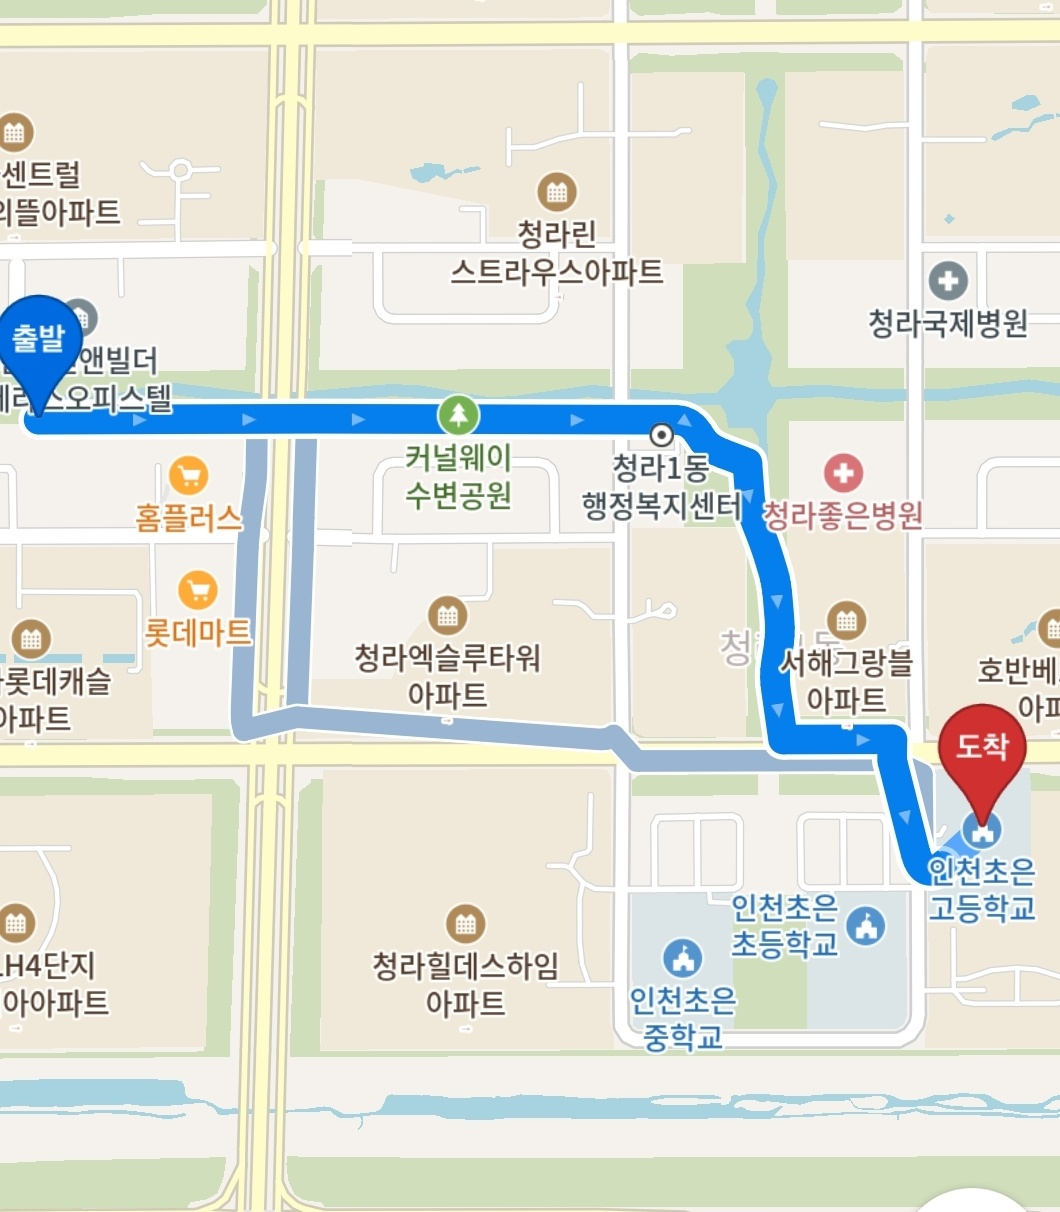 센트럴
의뜰아파트
청라린
스트라우스아파트
청라국제병원
출발
앤빌더
스오피스텔
커널웨이
수변공원
청라1동
행정복지센터
홈플러스
청라좋은병원
롯데마트
청라엑슬루타워
아파트
서해그랑블
아파트
롯데캐슬
아파트
호반베
도착
인천초은
고등학교
인천초은
초등학교
LH4단지
아파트
청라힐데스하임
아파트
인천초은
중학교